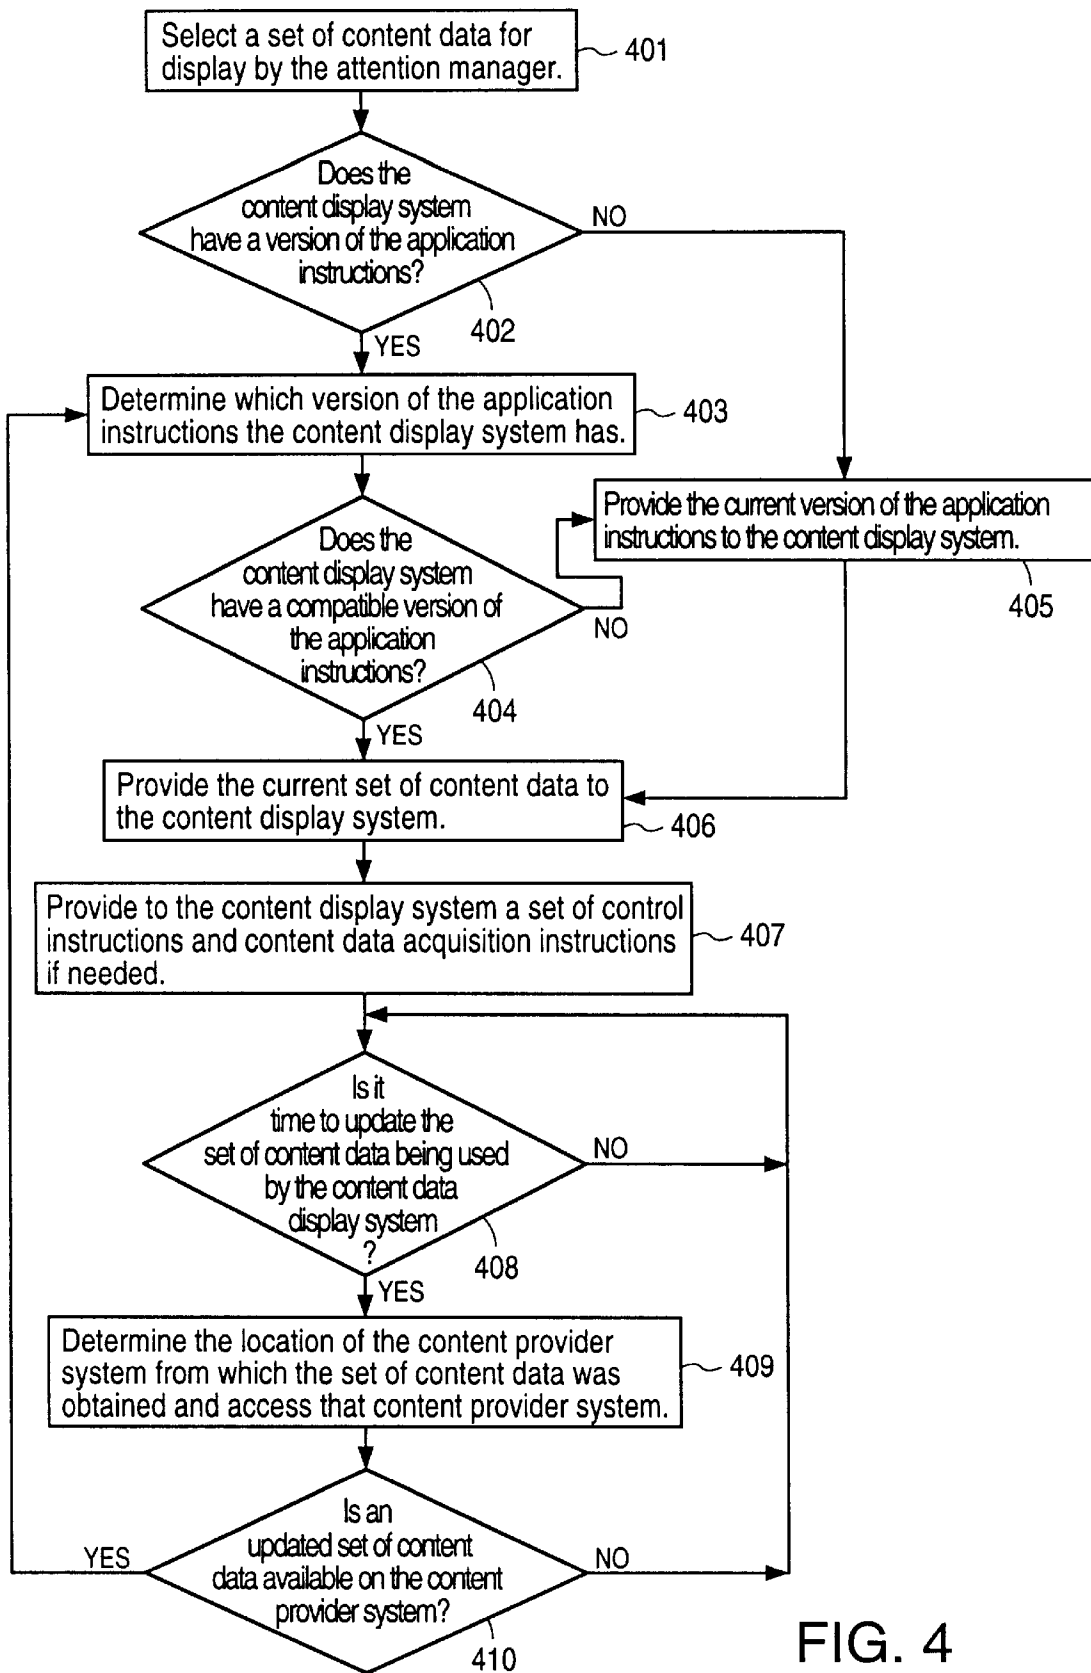 Select a set of content data for
display by the attention manager.
401
Does the
content display system
have a version of the application
instructions?
NO
402
YES
Determine which version of the application
instructions the content display system has.
403
Provide the current version of the application
instructions to the content display system.
405
Does the
content display system
have a compatible version of
the application
instructions?
NO
404
YES
Provide the current set of content data to
the content display system.
406
Provide to the content display system a set of control
instructions and content data acquisition instructions
if needed.
407
Is it
time to update the
set of content data being used
by the content data
display system
?
NO
408
YES
Determine the location of the content provider
system from which the set of content data was
obtained and access that content provider system.
409
Is an
updated set of content
data available on the content
provider system?
YES
NO
410
FIG. 4